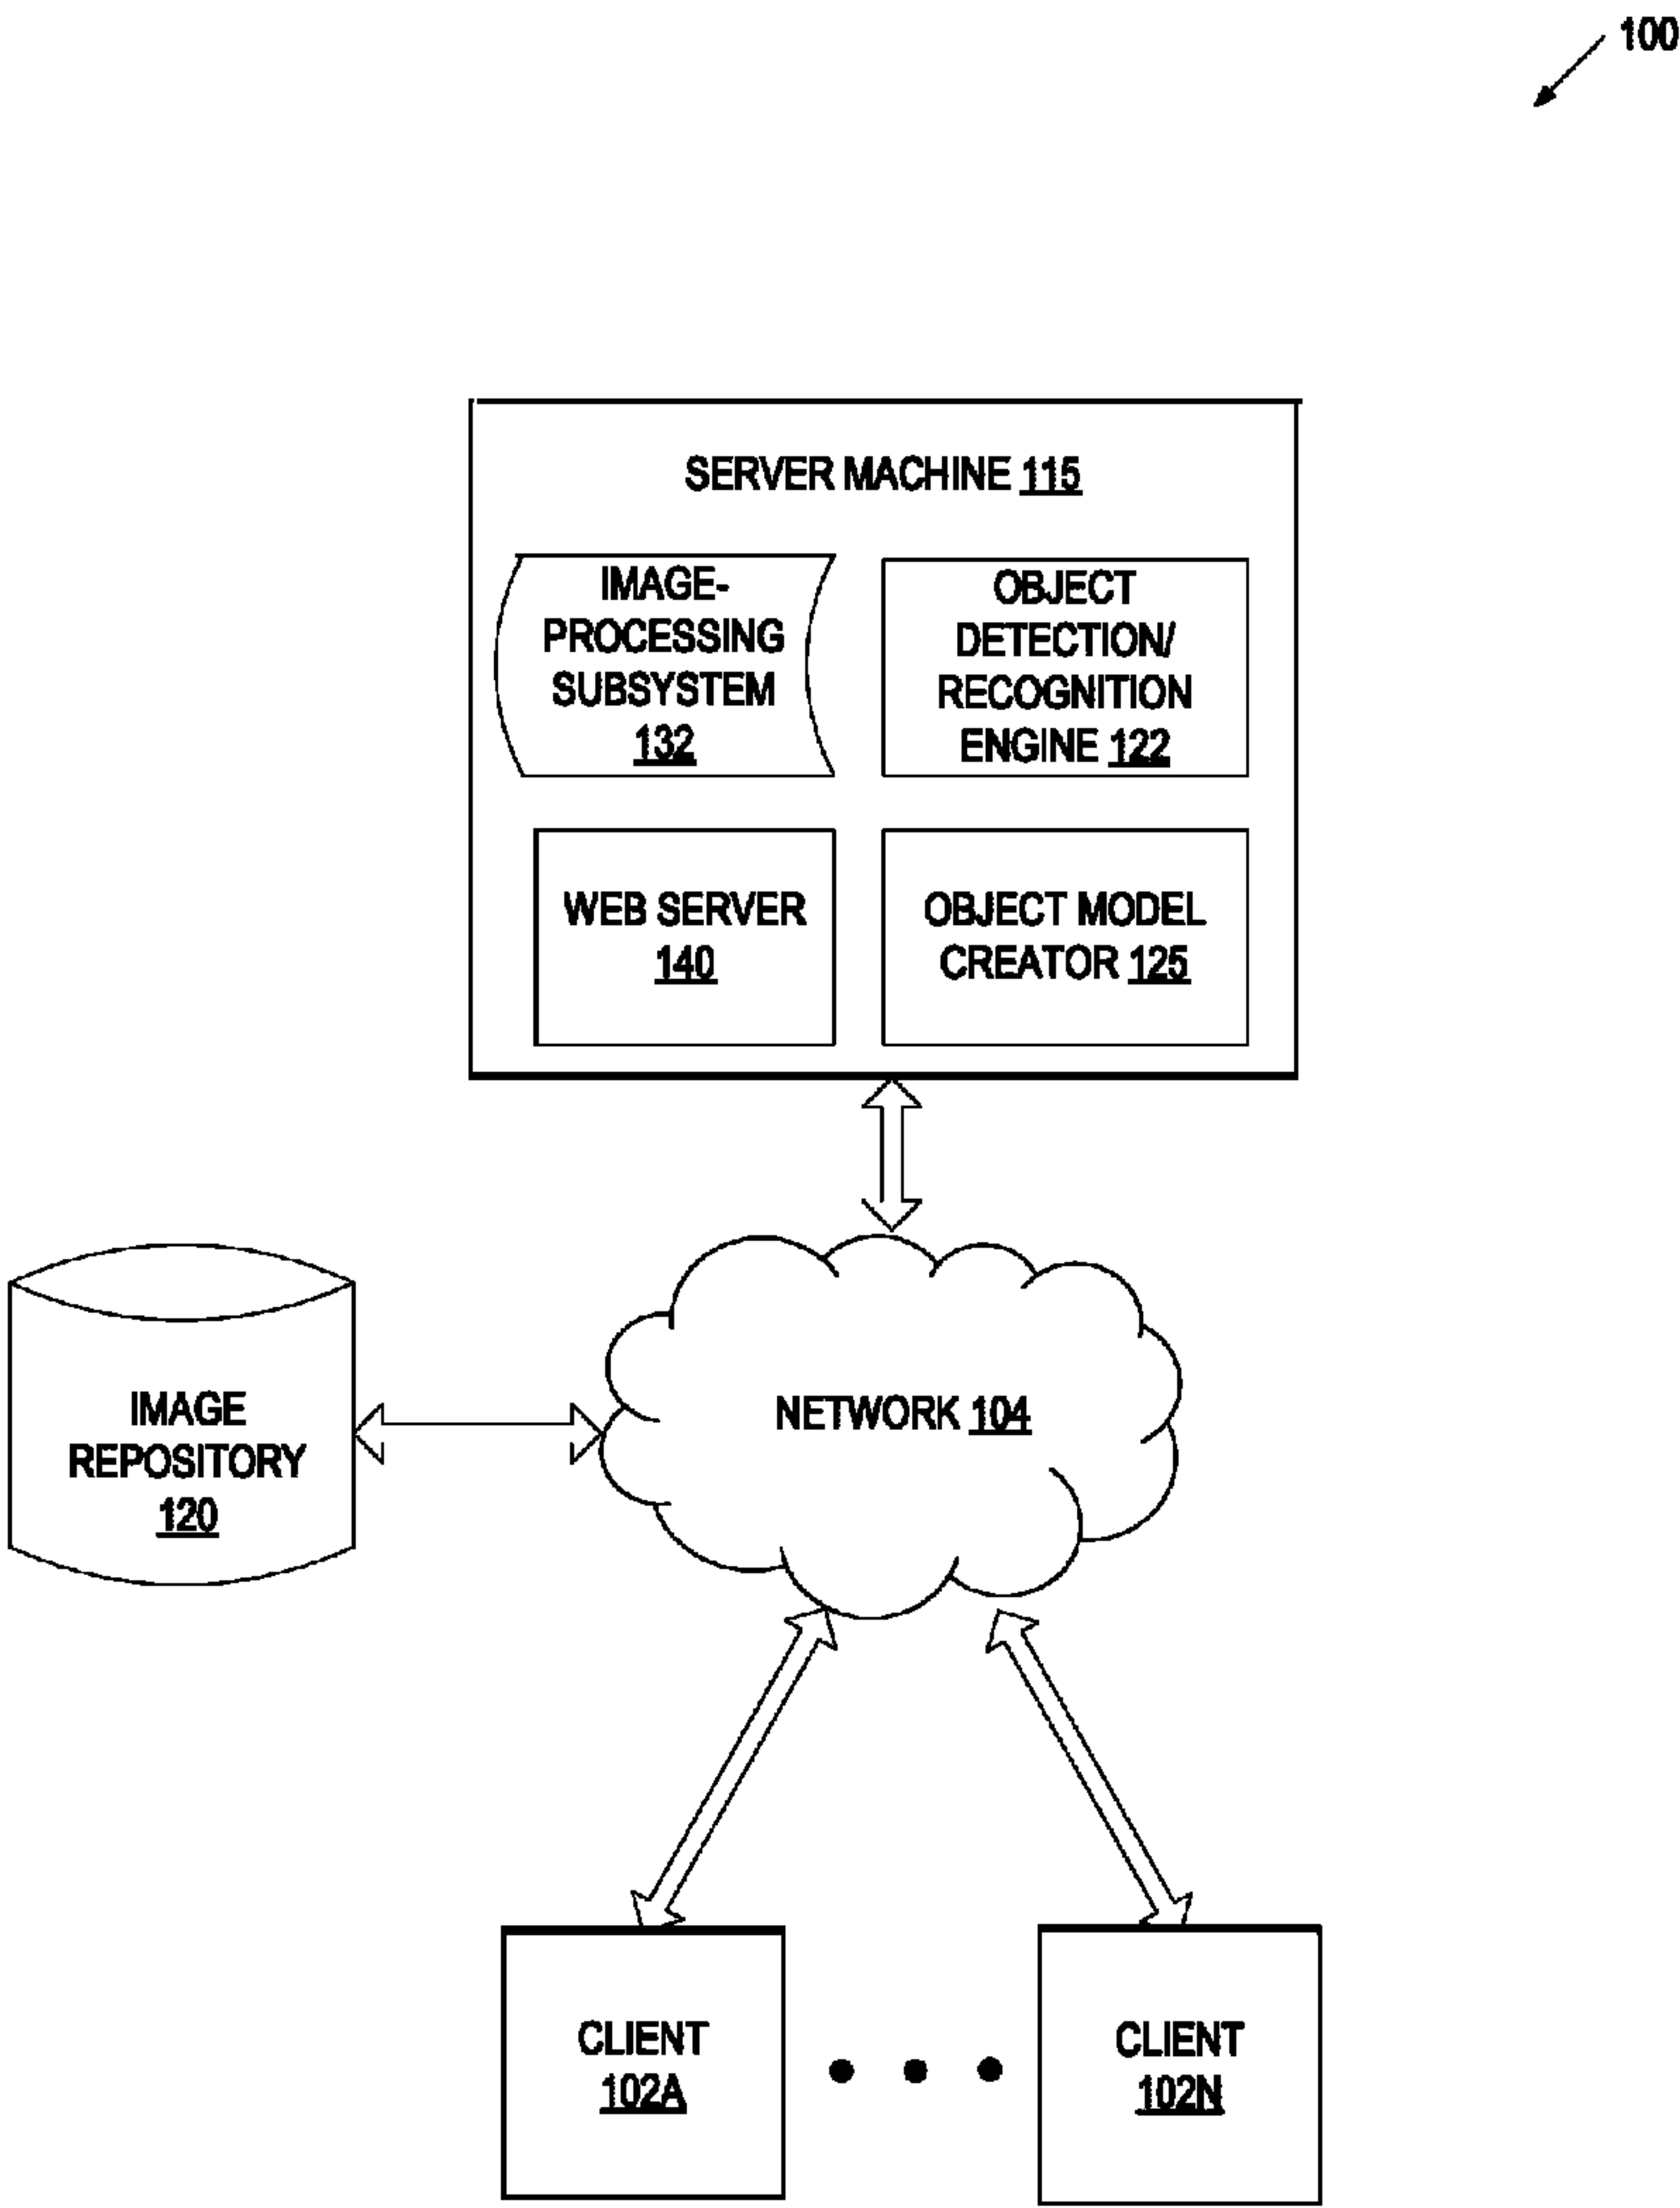 100
SERVER MACHINE 115
IMAGE-
PROCESSING
SUBSYSTEM
132
OBJECT
DETECTION/
RECOGNITION
ENGINE 122
WEB SERVER
140
OBJECT MODEL
CREATOR 125
IMAGE
REPOSITORY
120
NETWORK 104
CLIENT
102A
CLIENT
102N